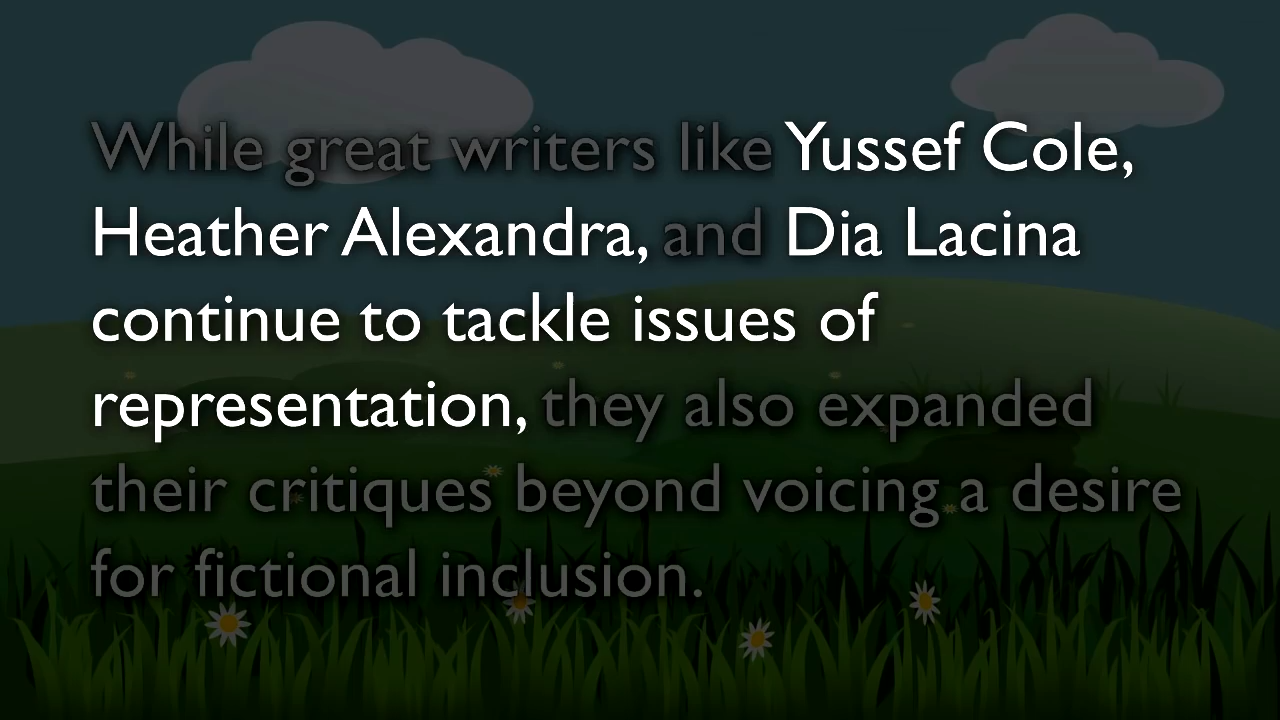 While great writers like Yussef Cole,
Heather Alexandra, and Dia Lacina
continue to tackle issues of
representation, they also expanded
their critiques beyond voicing a desire
for fictional inclusion.